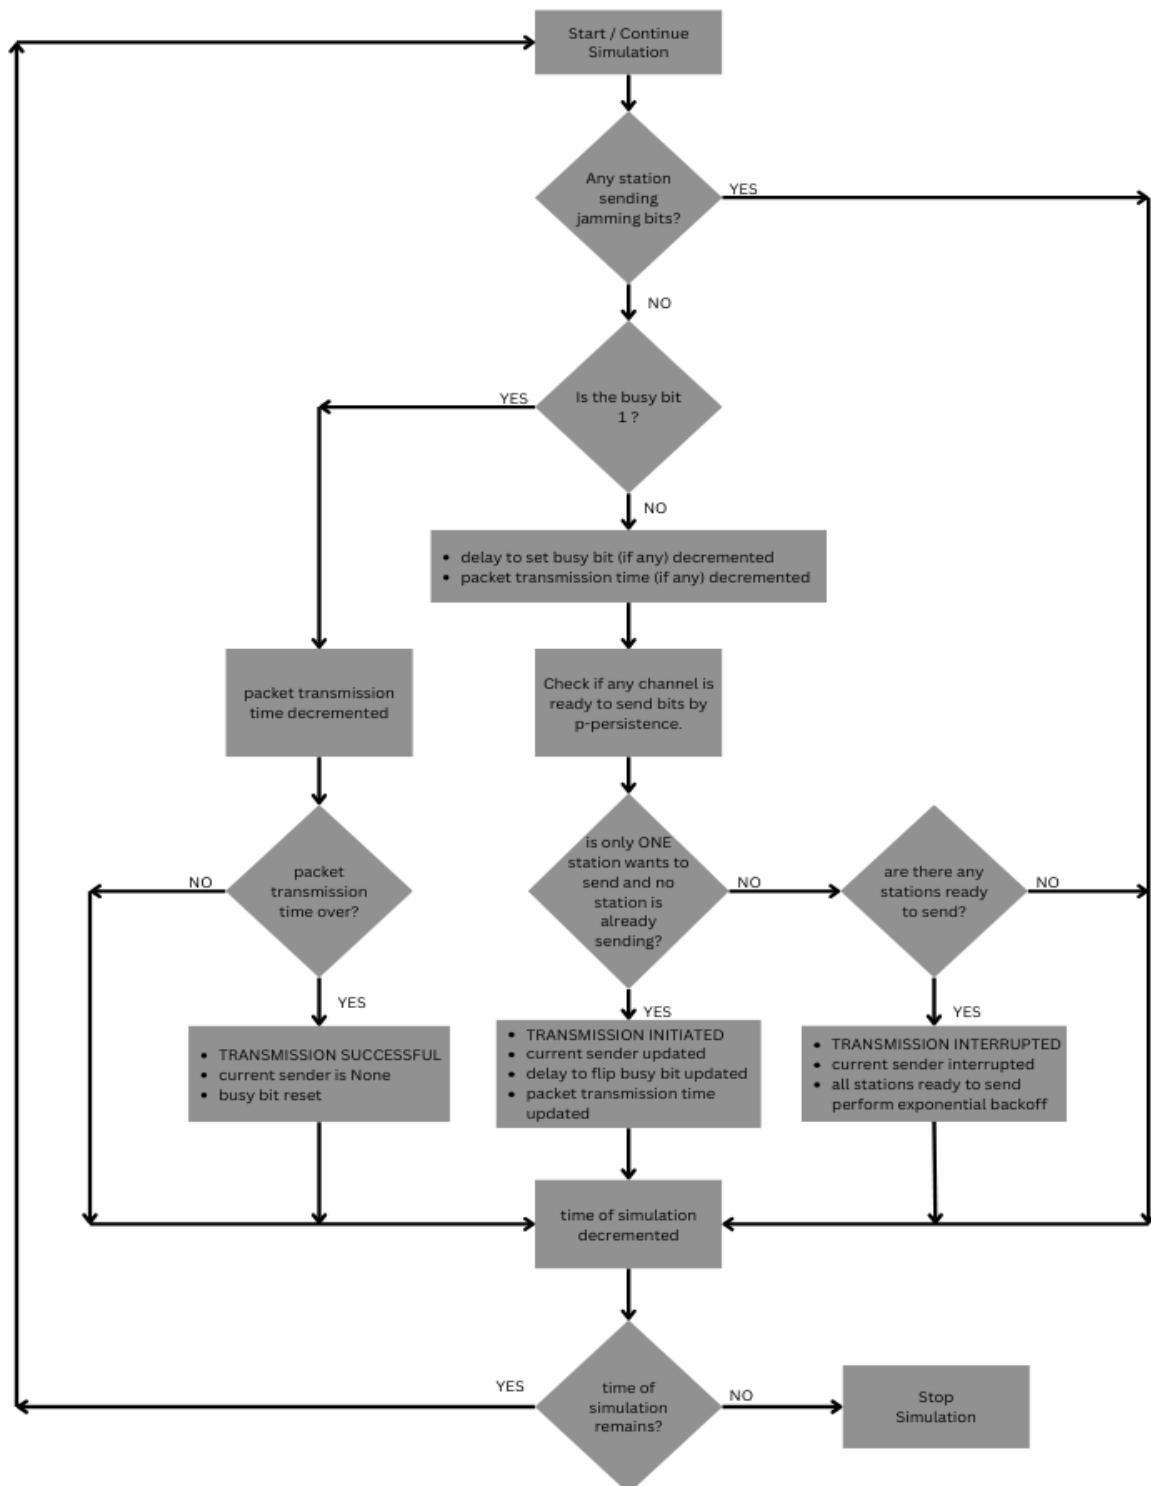 Start / Continue
Simulation
Any station
sending
jamming bits?
YES
NO
Is the busy bit
1 ?
YES
NO
• delay to set busy bit (if any) decremented
• packet transmission time (if any) decremented
packet transmission
time decremented
Check if any channel is
ready to send bits by
p-persistence.
packet
transmission
time over?
NO
YES
is only ONE
station wants to
send and no
station is
already
sending?
NO
YES
are there any
stations ready
to send?
NO
YES
• TRANSMISSION SUCCESSFUL
• current sender is None
• busy bit reset
• TRANSMISSION INITIATED
• current sender updated
• delay to flip busy bit updated
• packet transmission time
updated
• TRANSMISSION INTERRUPTED
• current sender interrupted
• all stations ready to send
perform exponential backoff
time of simulation
decremented
time of
simulation
remains?
YES
NO
Stop
Simulation